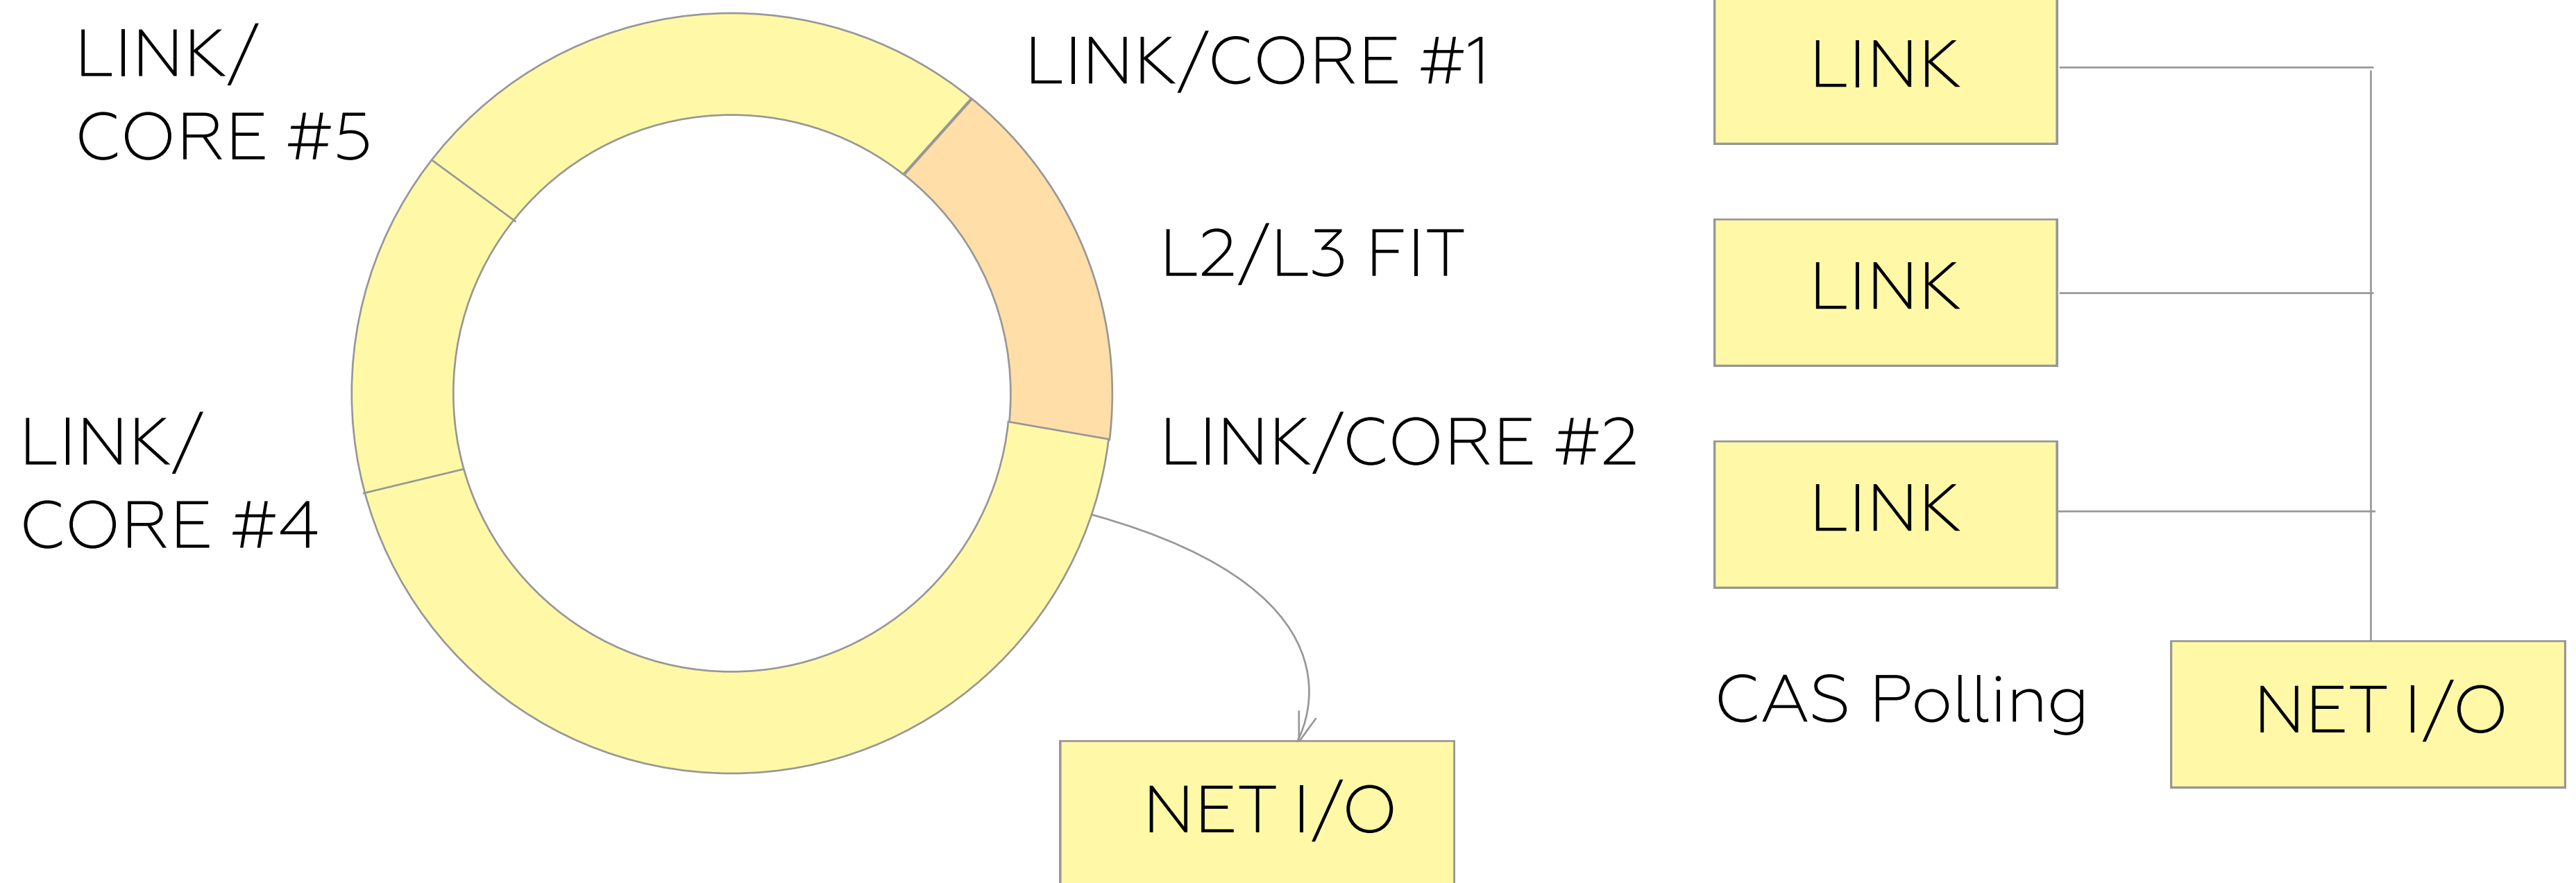 LINK/
CORE #5
LINK/CORE #1
L2/L3 FIT
LINK/
CORE #4
LINK/CORE #2
NET I/O
LINK
LINK
LINK
CAS Polling
NET I/O